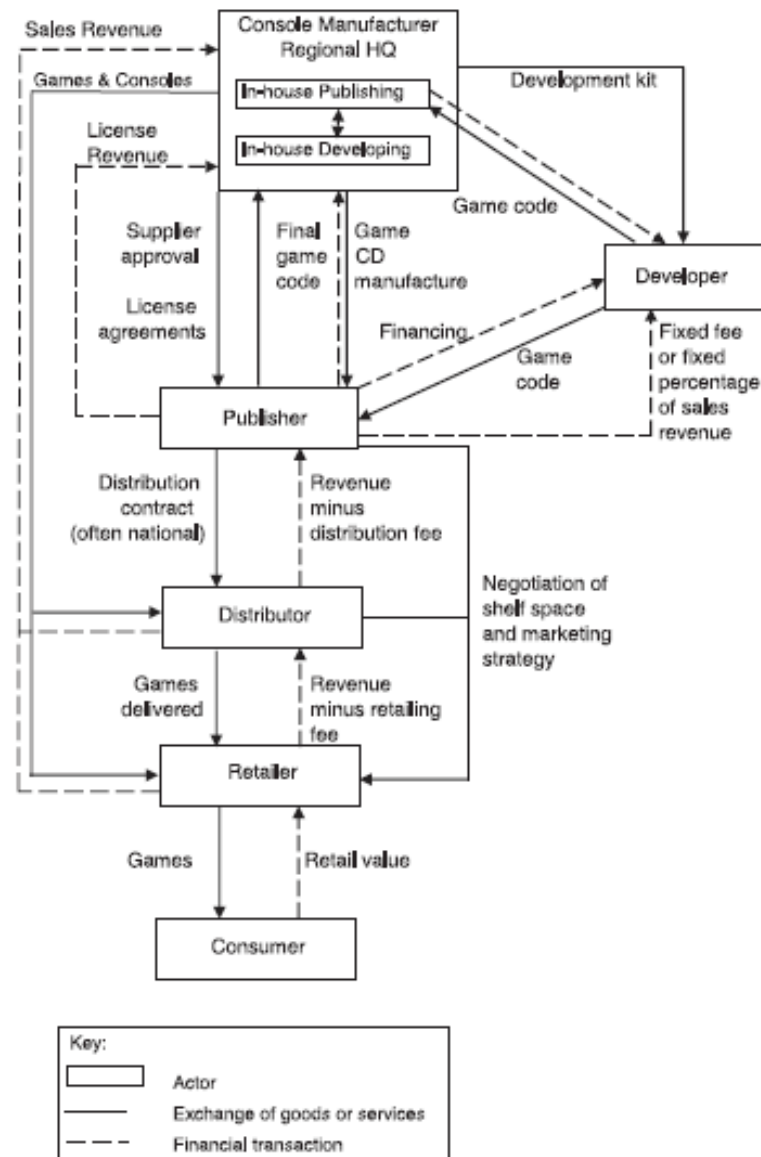 Sales Revenue
Console Manufacturer
Regional HQ
Games & Consoles
In-house Publishing
Development kit
License
Revenue
In-house Developing
Game code
Supplier
approval
Final
game
code
Game
CD
manufacture
Developer
License
agreements
Financing
Game
code
Fixed fee
or fixed
percentage
of sales
revenue
Publisher
Distribution
contract
(often national)
Revenue
minus
distribution fee
Negotiation of
shelf space
and marketing
strategy
Distributor
Games
delivered
Revenue
minus retailing
fee
Retailer
Games
Retail value
Consumer
Key:
Actor
Exchange of goods or services
Financial transaction